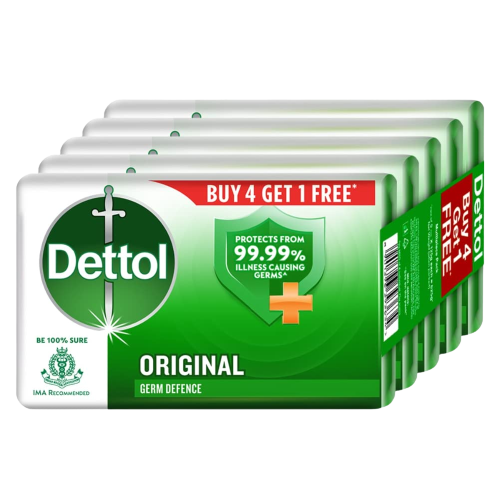 BUY 4 GET 1 FREE*
Dettol
PROTECTS FROM
99.99%
ILLNESS CAUSING
GERMS^
BE 100% SURE
IMA RECOMMENDED
ORIGINAL
GERM DEFENCE
Dettol
Buy 4
Get 1
FREE